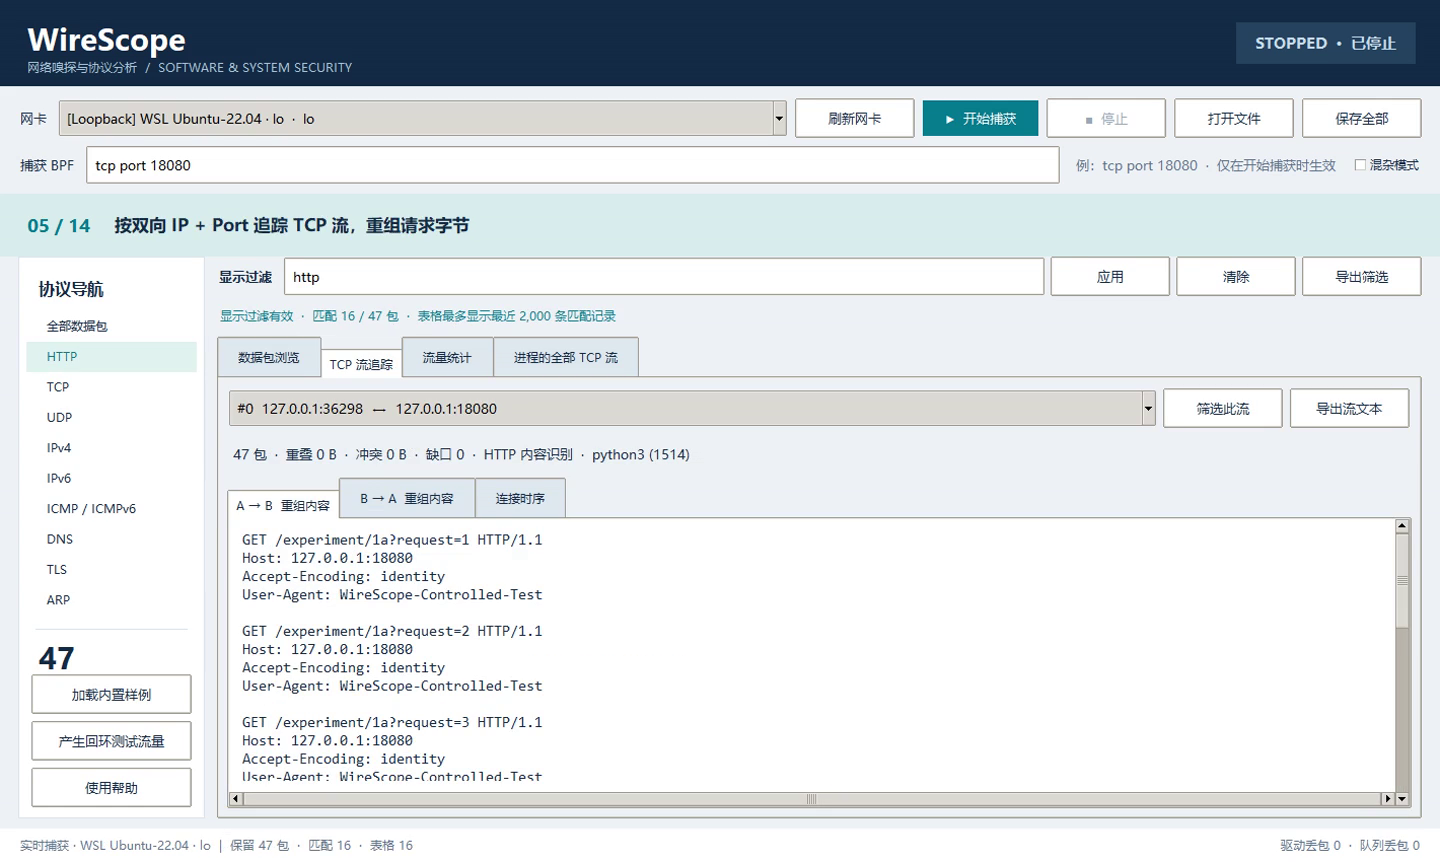 WireScope
网络嗅探与协议分析 / SOFTWARE & SYSTEM SECURITY
STOPPED • 已停止
网卡
[Loopback] WSL Ubuntu-22.04 · lo · lo
刷新网卡
▶ 开始捕获
■ 停止
打开文件
保存全部
捕获 BPF
tcp port 18080
例: tcp port 18080 · 仅在开始捕获时生效
混杂模式
05 / 14 按双向 IP + Port 追踪 TCP 流，重组请求字节
协议导航
全部数据包
HTTP
TCP
UDP
IPv4
IPv6
ICMP / ICMPv6
DNS
TLS
ARP
47
加载内置样例
产生回环测试流量
使用帮助
显示过滤
http
应用
清除
导出筛选
显示过滤有效 · 匹配 16 / 47 包 · 表格最多显示最近 2,000 条匹配记录
数据包浏览
TCP 流追踪
流量统计
进程的全部 TCP 流
#0 127.0.0.1:36298 ↔ 127.0.0.1:18080
筛选此流
导出流文本
47 包 · 重叠 0 B · 冲突 0 B · 缺口 0 · HTTP 内容识别 · python3 (1514)
A → B 重组内容
B → A 重组内容
连接时序
GET /experiment/1a?request=1 HTTP/1.1
Host: 127.0.0.1:18080
Accept-Encoding: identity
User-Agent: WireScope-Controlled-Test
GET /experiment/1a?request=2 HTTP/1.1
Host: 127.0.0.1:18080
Accept-Encoding: identity
User-Agent: WireScope-Controlled-Test
GET /experiment/1a?request=3 HTTP/1.1
Host: 127.0.0.1:18080
Accept-Encoding: identity
User-Agent: WireScope-Controlled-Test
实时捕获 · WSL Ubuntu-22.04 · lo | 保留 47 包 · 匹配 16 · 表格 16
驱动丢包 0 · 队列丢包 0